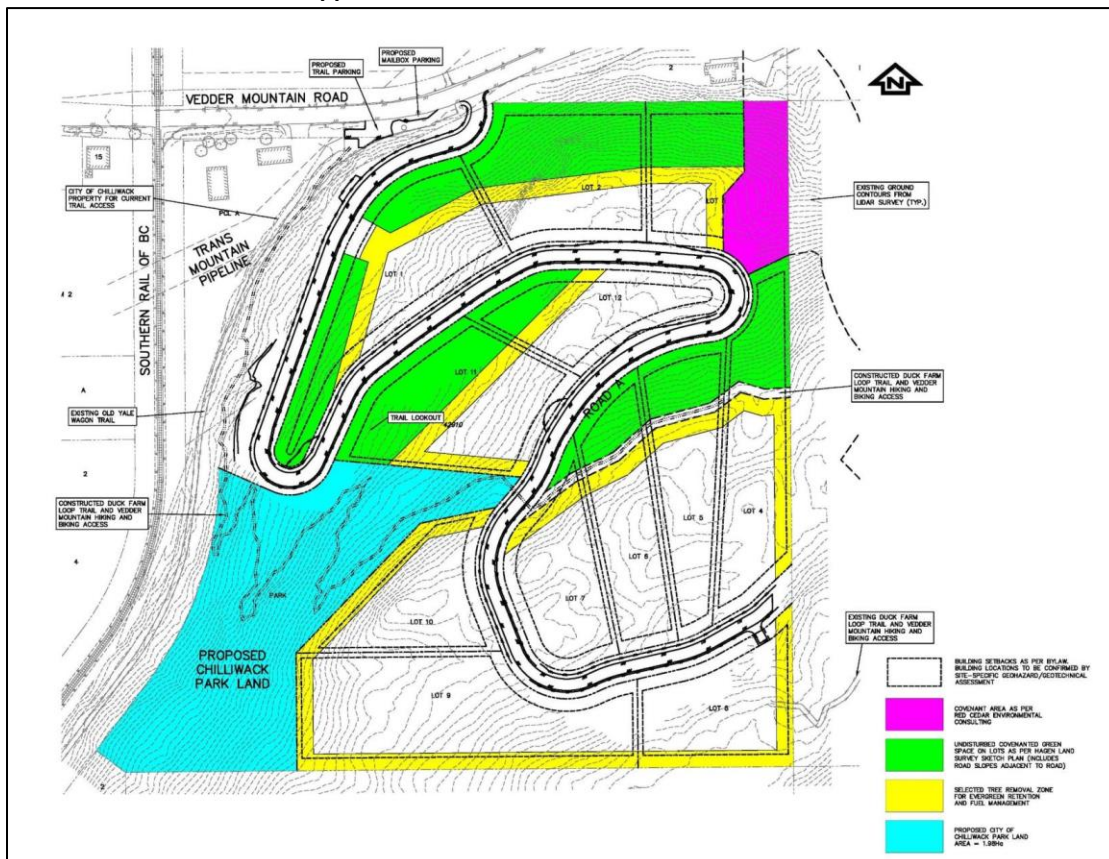 PROPOSED
MAILBOX PARKING
PROPOSED
TRAIL PARKING
VEDDER MOUNTAIN ROAD
2
N
15
CITY OF CHILLIWACK
PROPERTY FOR CURRENT
TRAIL ACCESS
PCL A
TRANS
MOUNTAIN
PIPELINE
SOUTHERN RAIL OF BC
EXISTING GROUND
CONTOURS FROM
LIDAR SURVEY (TYP.)
LOT 2
LOT
LOT 1
LOT 12
2
A
LOT 11
ROAD A
CONSTRUCTED DUCK FARM
LOOP TRAIL AND VEDDER
MOUNTAIN HIKING AND
BIKING ACCESS
EXISTING OLD YALE
WAGON TRAIL
TRAIL LOOKOUT
2
CONSTRUCTED DUCK FARM
LOOP TRAIL AND VEDDER
MOUNTAIN HIKING AND
BIKING ACCESS
LOT 5
LOT 4
LOT 6
4
PARK
LOT 7
LOT 10
EXISTING DUCK FARM
LOOP TRAIL AND VEDDER
MOUNTAIN HIKING AND
BIKING ACCESS
PROPOSED
CHILLIWACK
PARK LAND
LOT 9
LOT 8
2
BUILDING SETBACKS AS PER BYLAW.
BUILDING LOCATIONS TO BE CONFIRMED BY
SITE-SPECIFIC GEOHAZARD/GEOTECHNICAL
ASSESSMENT
COVENANT AREA AS PER
RED CEDAR ENVIRONMENTAL
CONSULTING
UNDISTURBED COVENANTED GREEN
SPACE ON LOTS AS PER HAGEN LAND
SURVEY SKETCH PLAN (INCLUDES
ROAD SLOPES ADJACENT TO ROAD)
SELECTED TREE REMOVAL ZONE
FOR EVERGREEN RETENTION
AND FUEL MANAGEMENT
PROPOSED CITY OF
CHILLIWACK PARK LAND
AREA = 1.98Ha